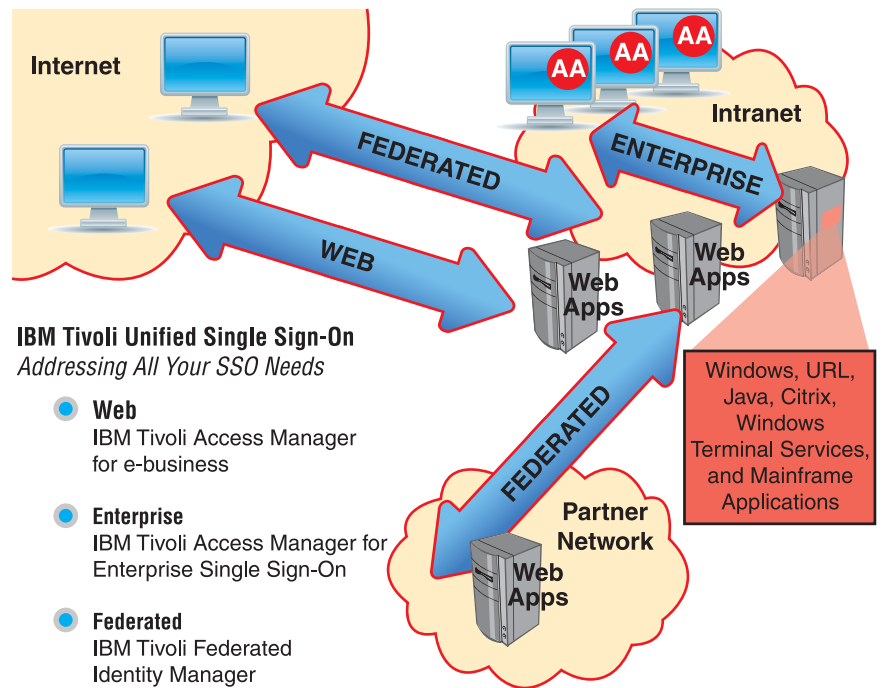 Internet
AA
AA
AA
Intranet
FEDERATED
ENTERPRISE
WEB
Web
Apps
Web
Apps
IBM Tivoli Unified Single Sign-On
Addressing All Your SSO Needs
Web
IBM Tivoli Access Manager
for e-business
Enterprise
IBM Tivoli Access Manager for
Enterprise Single Sign-On
Federated
IBM Tivoli Federated
Identity Manager
FEDERATED
Windows, URL,
Java, Citrix,
Windows
Terminal Services,
and Mainframe
Applications
Partner
Network
Web
Apps